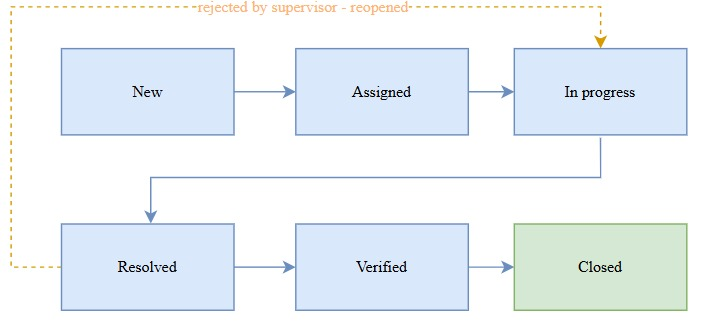 rejected by supervisor - reopened
New
Assigned
In progress
Resolved
Verified
Closed